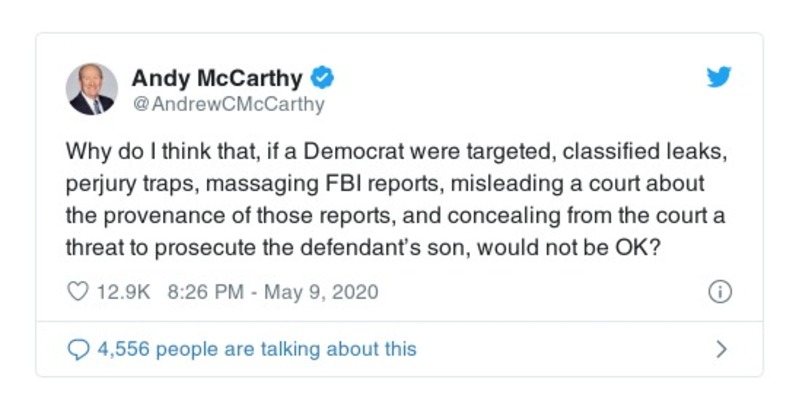 Andy McCarthy
@AndrewCMcCarthy
Why do I think that, if a Democrat were targeted, classified leaks,
perjury traps, massaging FBI reports, misleading a court about
the provenance of those reports, and concealing from the court a
threat to prosecute the defendant’s son, would not be OK?
12.9K 8:26 PM - May 9, 2020
4,556 people are talking about this